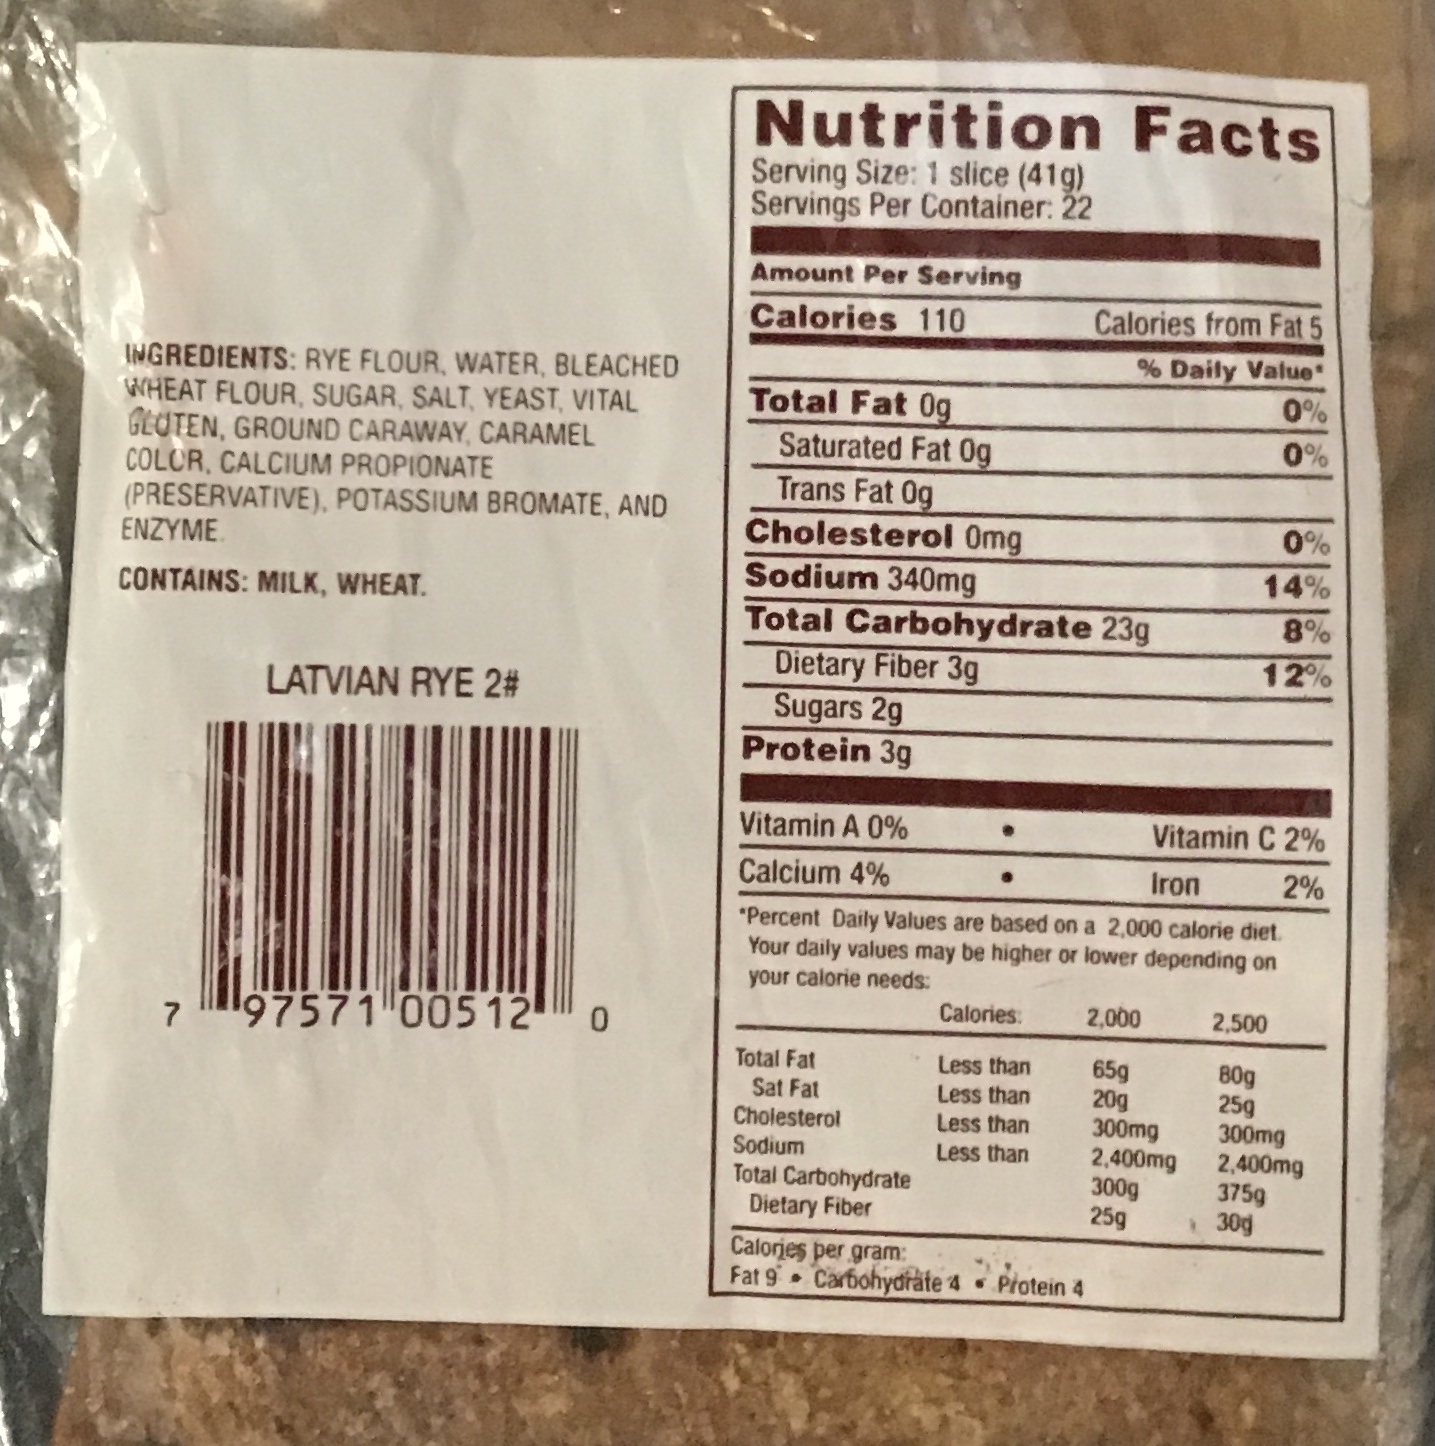 INGREDIENTS: RYE FLOUR, WATER, BLEACHED
WHEAT FLOUR, SUGAR, SALT, YEAST, VITAL
GLUTEN, GROUND CARAWAY, CARAMEL
COLOR, CALCIUM PROPIONATE
(PRESERVATIVE), POTASSIUM BROMATE, AND
ENZYME.
CONTAINS: MILK, WHEAT.
LATVIAN RYE 2#
7 97571 00512 0
Nutrition Facts
Serving Size: 1 slice (41g)
Servings Per Container: 22
Amount Per Serving
Calories 110 Calories from Fat 5
% Daily Value*
Total Fat 0g 0%
Saturated Fat 0g 0%
Trans Fat 0g
Cholesterol 0mg 0%
Sodium 340mg 14%
Total Carbohydrate 23g 8%
Dietary Fiber 3g 12%
Sugars 2g
Protein 3g
Vitamin A 0% • Vitamin C 2%
Calcium 4% • Iron 2%
*Percent Daily Values are based on a 2,000 calorie diet.
Your daily values may be higher or lower depending on
your calorie needs:
Calories: 2,000 2,500
Total Fat Less than 65g 80g
Sat Fat Less than 20g 25g
Cholesterol Less than 300mg 300mg
Sodium Less than 2,400mg 2,400mg
Total Carbohydrate 300g 375g
Dietary Fiber 25g 30g
Calories per gram:
Fat 9 • Carbohydrate 4 • Protein 4